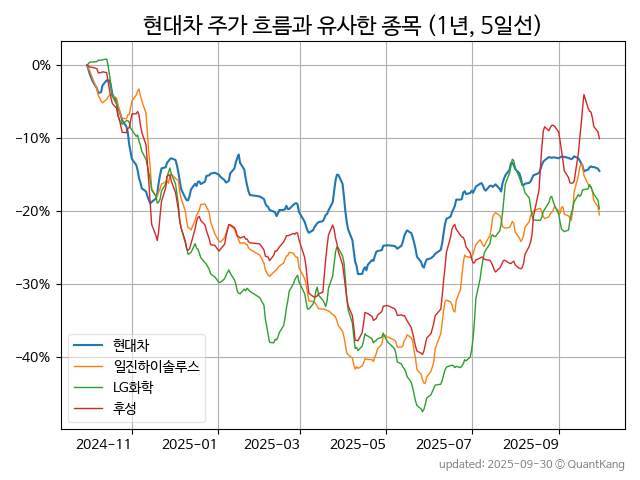 현대차 주가 흐름과 유사한 종목 (1년, 5일선)
0%
−10%
−20%
−30%
−40%
현대차
일진하이솔루스
LG화학
후성
2024−11
2025−01
2025−03
2025−05
2025−07
2025−09
updated: 2025-09-30 © QuantKang